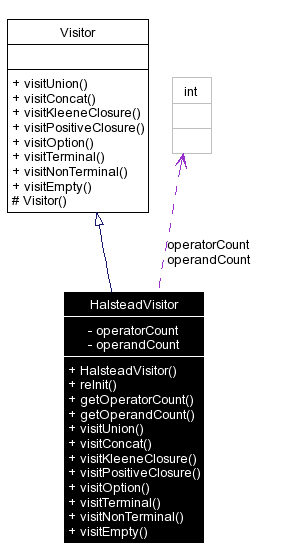 Visitor
+ visitUnion()
+ visitConcat()
+ visitKleeneClosure()
+ visitPositiveClosure()
+ visitOption()
+ visitTerminal()
+ visitNonTerminal()
+ visitEmpty()
# Visitor()
int
operatorCount
operandCount
HalsteadVisitor
- operatorCount
- operandCount
+ HalsteadVisitor()
+ reInit()
+ getOperatorCount()
+ getOperandCount()
+ visitUnion()
+ visitConcat()
+ visitKleeneClosure()
+ visitPositiveClosure()
+ visitOption()
+ visitTerminal()
+ visitNonTerminal()
+ visitEmpty()